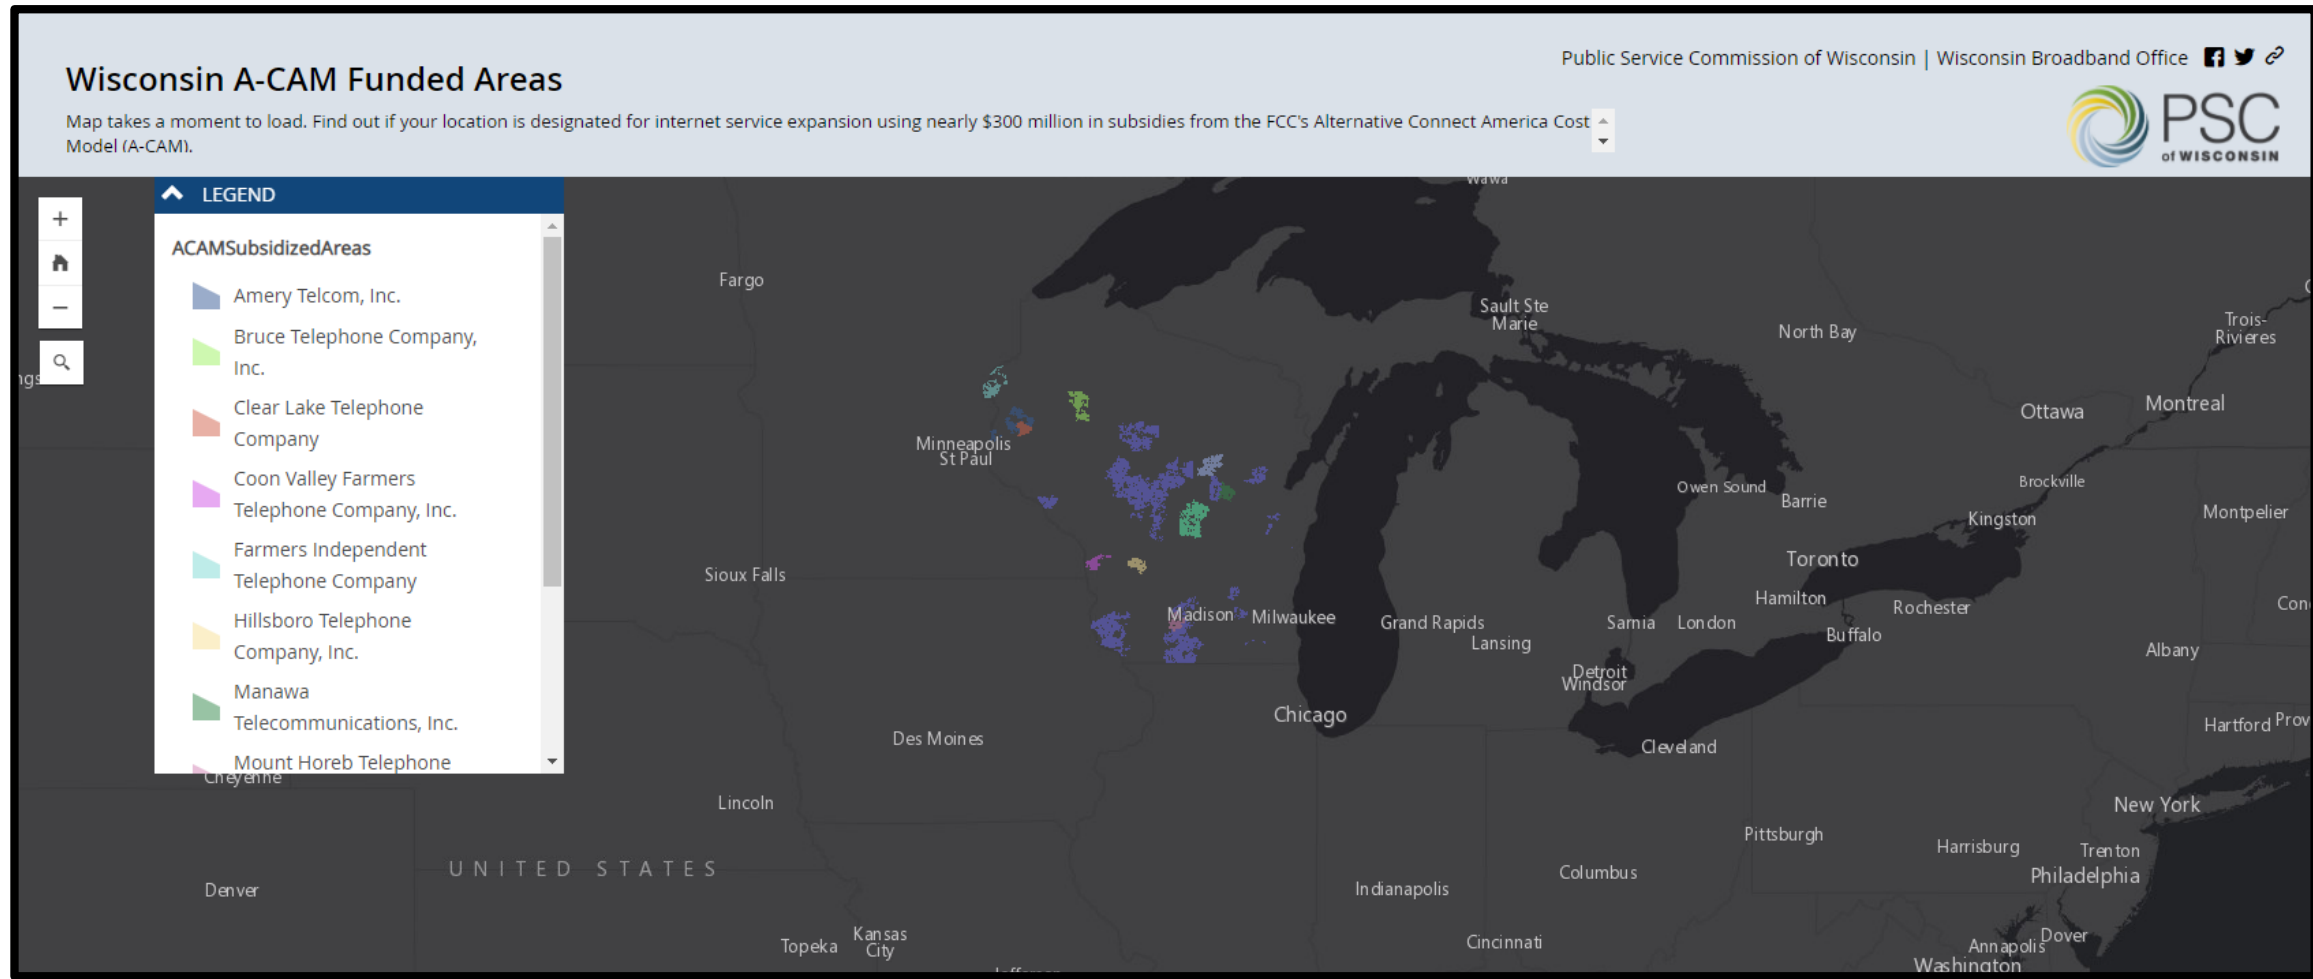 Public Service Commission of Wisconsin | Wisconsin Broadband Office
Wisconsin A-CAM Funded Areas
Map takes a moment to load. Find out if your location is designated for internet service expansion using nearly $300 million in subsidies from the FCC's Alternative Connect America Cost
Model (A-CAM).
PSC
of WISCONSIN
LEGEND
ACAMSubsidizedAreas
Amery Telcom, Inc.
Bruce Telephone Company,
Inc.
Clear Lake Telephone
Company
Coon Valley Farmers
Telephone Company, Inc.
Farmers Independent
Telephone Company
Hillsboro Telephone
Company, Inc.
Manawa
Telecommunications, Inc.
Mount Horeb Telephone
Wawa
Fargo
Sault Ste
Marie
North Bay
Trois-
Rivieres
Ottawa
Montreal
Minneapolis
St Paul
Brockville
Owen Sound
Barrie
Kingston
Montpelier
Toronto
Sioux Falls
Hamilton
Rochester
Madison
Milwaukee
Grand Rapids
Lansing
Sarnia
London
Buffalo
Albany
Detroit
Windsor
Chicago
Hartford
Des Moines
Cleveland
Cheyenne
Lincoln
New York
Pittsburgh
Harrisburg
Trenton
Philadelphia
UNITED STATES
Denver
Columbus
Indianapolis
Topeka
Kansas
City
Cincinnati
Dover
Annapolis
Washington